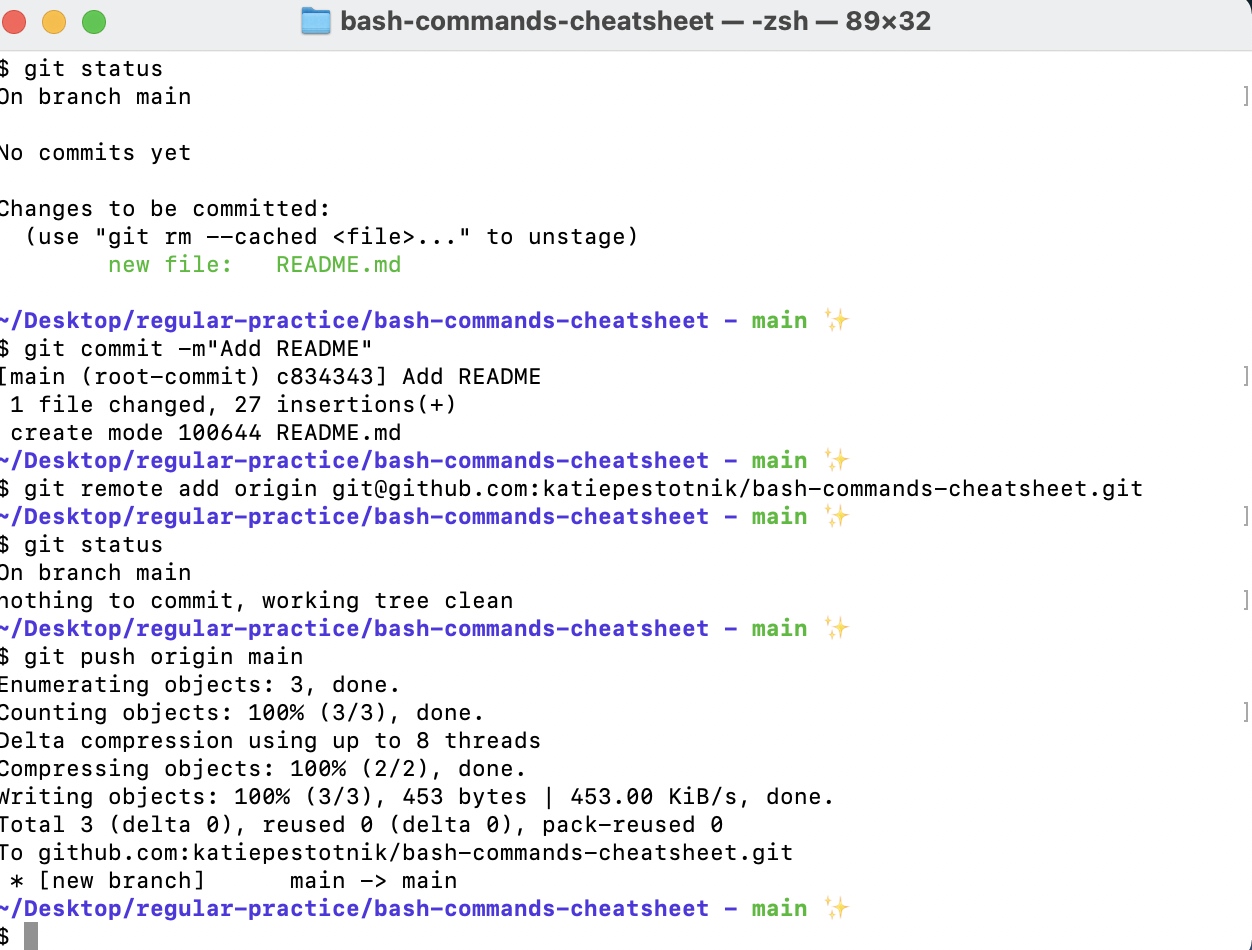 bash-commands-cheatsheet — -zsh — 89×32
$ git status
On branch main
]
No commits yet
Changes to be committed:
(use "git rm --cached <file>..." to unstage)
new file: README.md
~/Desktop/regular-practice/bash-commands-cheatsheet - main ✨
$ git commit -m"Add README"
[main (root-commit) c834343] Add README
]
1 file changed, 27 insertions(+)
create mode 100644 README.md
~/Desktop/regular-practice/bash-commands-cheatsheet - main ✨
$ git remote add origin git@github.com:katiepestotnik/bash-commands-cheatsheet.git
~/Desktop/regular-practice/bash-commands-cheatsheet - main ✨
]
$ git status
On branch main
nothing to commit, working tree clean
]
~/Desktop/regular-practice/bash-commands-cheatsheet - main ✨
$ git push origin main
Enumerating objects: 3, done.
Counting objects: 100% (3/3), done.
]
Delta compression using up to 8 threads
Compressing objects: 100% (2/2), done.
Writing objects: 100% (3/3), 453 bytes | 453.00 KiB/s, done.
Total 3 (delta 0), reused 0 (delta 0), pack-reused 0
To github.com:katiepestotnik/bash-commands-cheatsheet.git
* [new branch] main -> main
~/Desktop/regular-practice/bash-commands-cheatsheet - main ✨
$